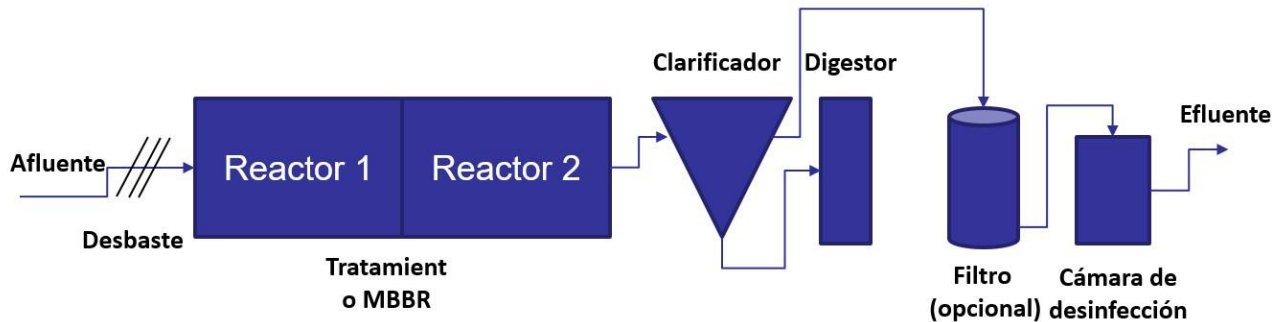 Afluente
Desbaste
Reactor 1
Reactor 2
Tratamient
o MBBR
Clarificador
Digestor
Filtro
(opcional)
Cámara de
desinfección
Efluente